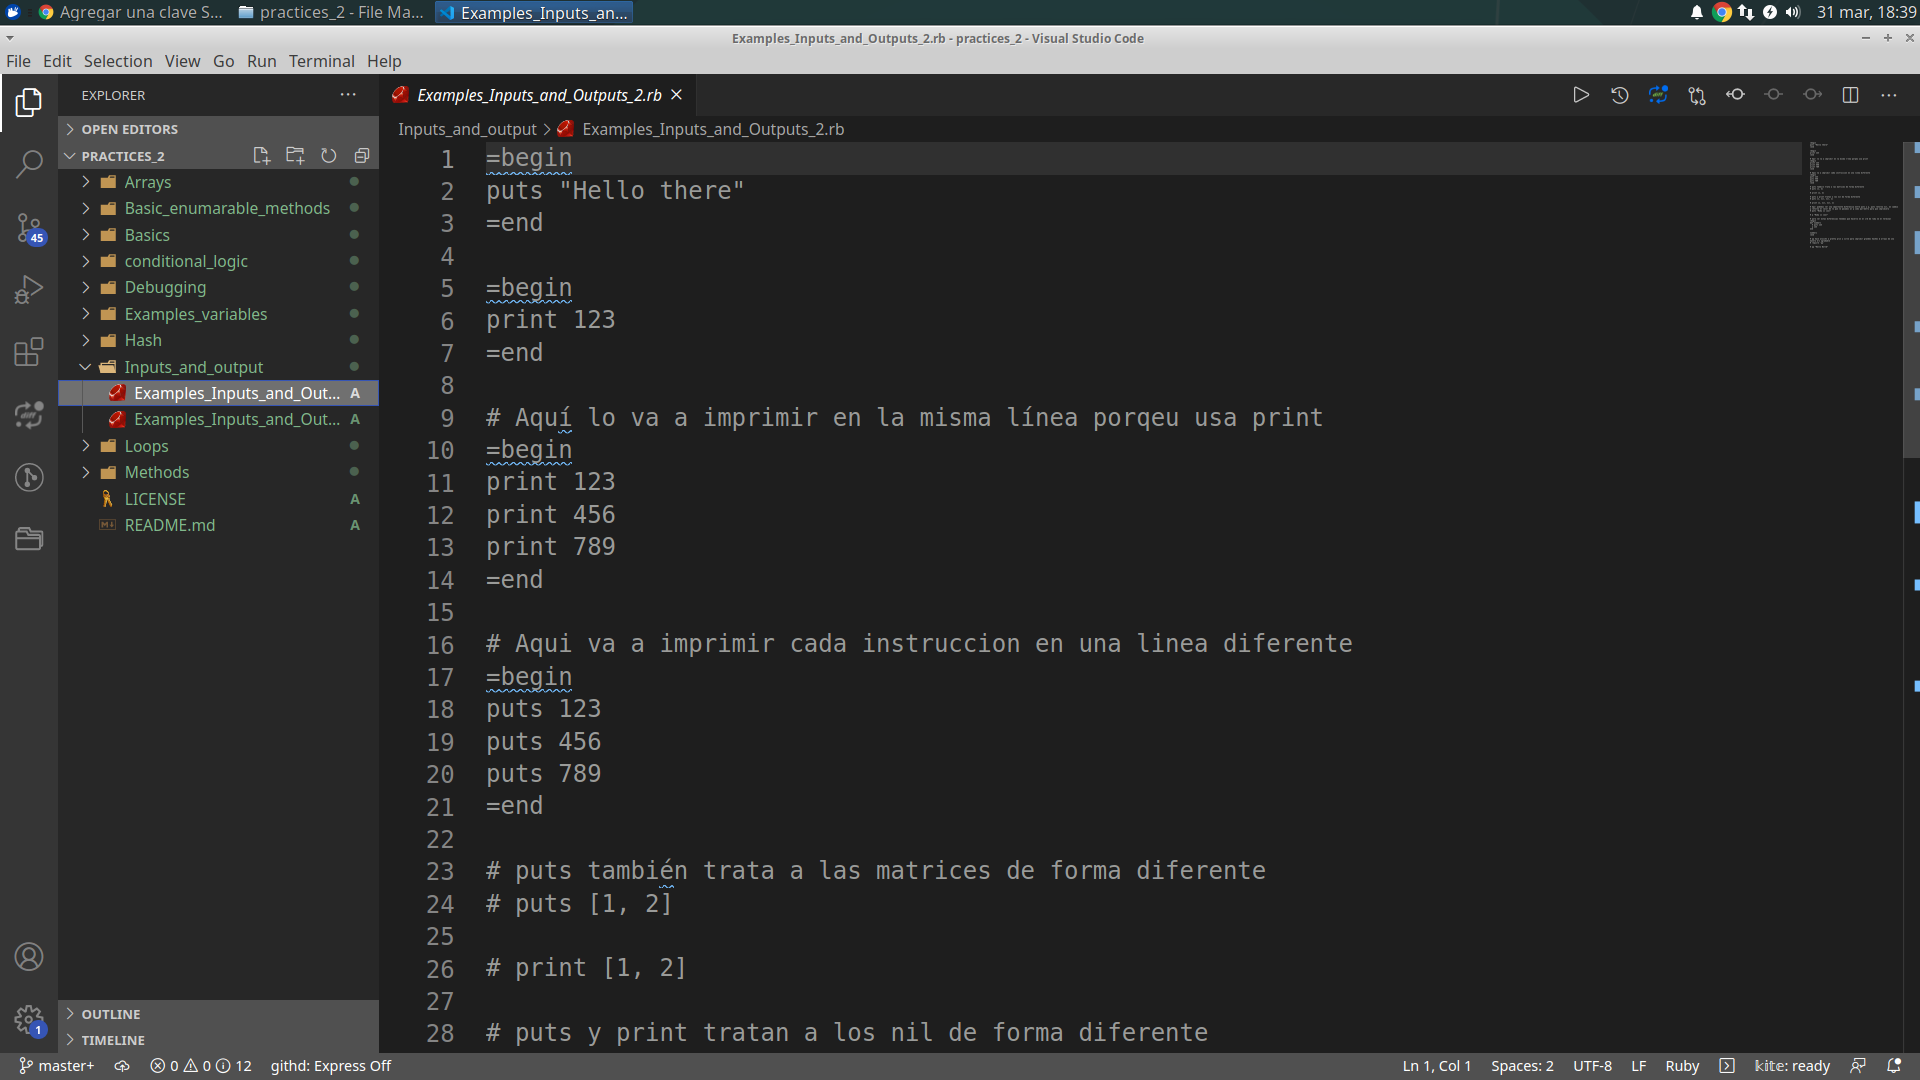 Agregar una clave S...
practices_2 - File Ma...
Examples_Inputs_an...
31 mar, 18:39
Examples_Inputs_and_Outputs_2.rb - practices_2 - Visual Studio Code
File Edit Selection View Go Run Terminal Help
EXPLORER
OPEN EDITORS
PRACTICES_2
Arrays
Basic_enumarable_methods
Basics
conditional_logic
Debugging
Examples_variables
Hash
Inputs_and_output
Examples_Inputs_and_Out... A
Examples_Inputs_and_Out... A
Loops
Methods
LICENSE A
README.md A
OUTLINE
TIMELINE
45
1
Examples_Inputs_and_Outputs_2.rb
Inputs_and_output > Examples_Inputs_and_Outputs_2.rb
1 =begin
2 puts "Hello there"
3 =end
4
5 =begin
6 print 123
7 =end
8
9 # Aquí lo va a imprimir en la misma línea porqeu usa print
10 =begin
11 print 123
12 print 456
13 print 789
14 =end
15
16 # Aqui va a imprimir cada instruccion en una linea diferente
17 =begin
18 puts 123
19 puts 456
20 puts 789
21 =end
22
23 # puts también trata a las matrices de forma diferente
24 # puts [1, 2]
25
26 # print [1, 2]
27
28 # puts y print tratan a los nil de forma diferente
master+ 0 0 12 githd: Express Off
Ln 1, Col 1 Spaces: 2 UTF-8 LF Ruby kite: ready